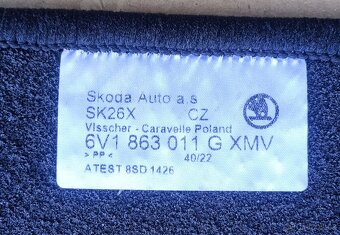 Skoda Auto a.s
SK26X CZ
Visscher - Caravelle Poland
6V1 863 011 G XMV
>PP< 40/22
ATEST 8SD 1426